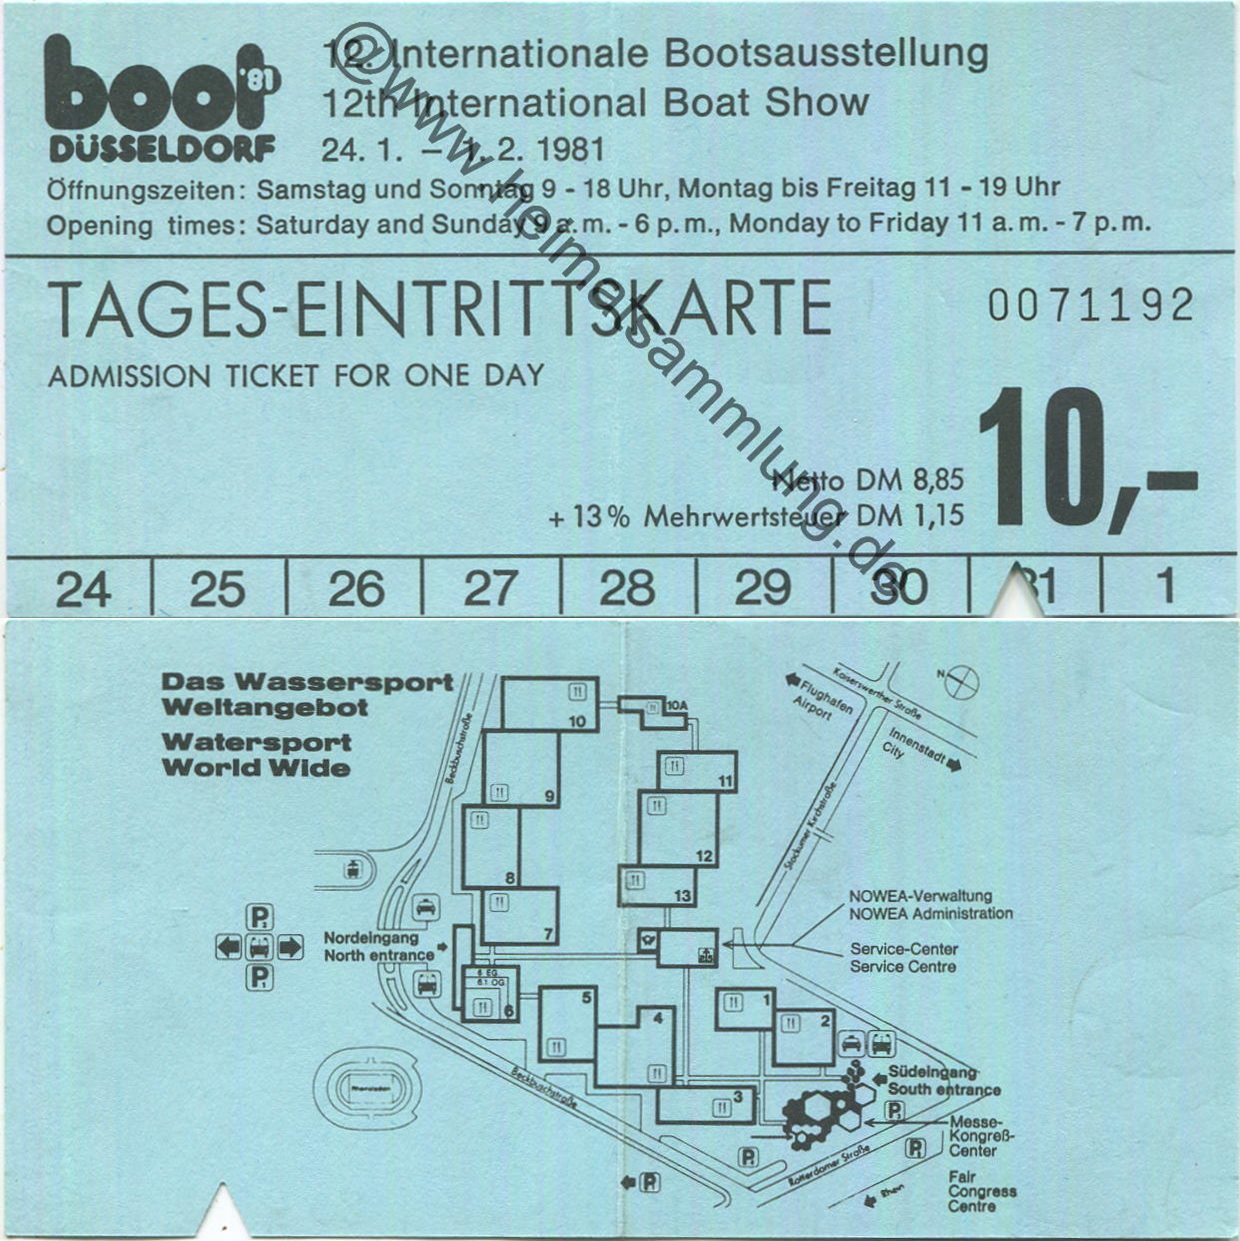 boot '81
DÜSSELDORF
12. Internationale Bootsausstellung
12th International Boat Show
24. 1. – 1. 2. 1981
Öffnungszeiten: Samstag und Sonntag 9 - 18 Uhr, Montag bis Freitag 11 - 19 Uhr
Opening times: Saturday and Sunday 9 a.m. - 6 p.m., Monday to Friday 11 a.m. - 7 p.m.
TAGES-EINTRITTSKARTE
0071192
ADMISSION TICKET FOR ONE DAY
Netto DM 8,85
+ 13% Mehrwertsteuer DM 1,15
10,-
24 25 26 27 28 29 30 31 1
@www.heimatsammlung.de
Das Wassersport
Weltangebot
Watersport
World Wide
Beckbuschstraße
10
10A
9
11
8
12
7
13
Flughafen
Airport
Kaiserswerther Straße
N
Innenstadt
City
Stockumer Kirchstraße
NOWEA-Verwaltung
NOWEA Administration
Service-Center
Service Centre
P2
P1
Nordeingang
North entrance
6. EG
6.1 OG
6
5
4
1
2
3
Rheinstadion
Beckbuschstraße
Südeingang
South entrance
Messe-
Kongreß-
Center
Fair
Congress
Centre
P
P
P
P
Rotterdamer Straße
Rhein